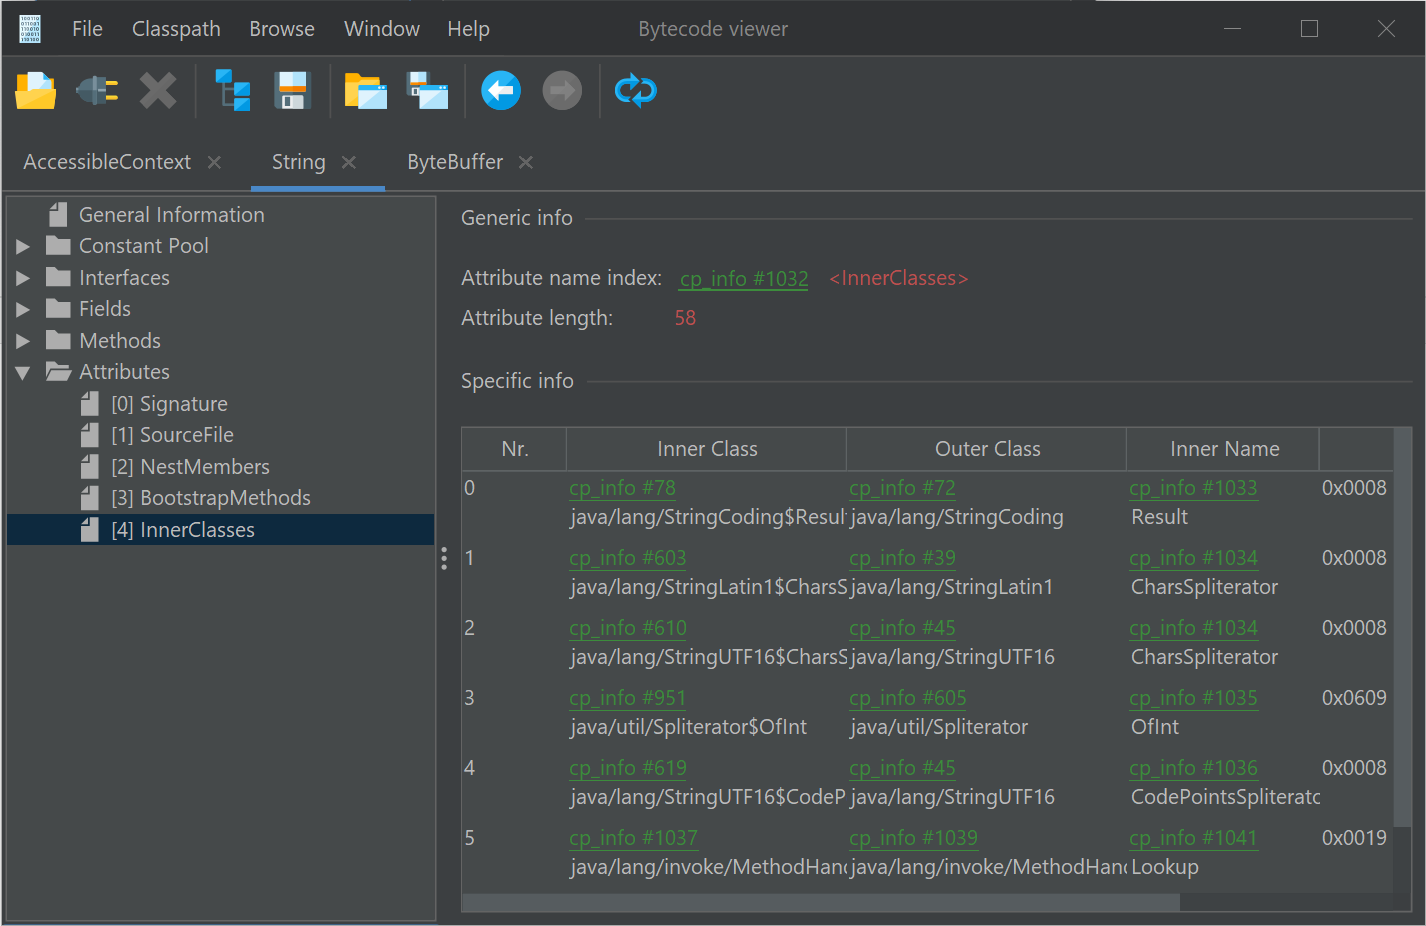 File Classpath Browse Window Help Bytecode viewer
AccessibleContext String ByteBuffer
General Information
Constant Pool
Interfaces
Fields
Methods
Attributes
[0] Signature
[1] SourceFile
[2] NestMembers
[3] BootstrapMethods
[4] InnerClasses
Generic info
Attribute name index: cp_info #1032 <InnerClasses>
Attribute length: 58
Specific info
Nr. Inner Class Outer Class Inner Name
0 cp_info #78 cp_info #72 cp_info #1033 0x0008
java/lang/StringCoding$Resul java/lang/StringCoding Result
1 cp_info #603 cp_info #39 cp_info #1034 0x0008
java/lang/StringLatin1$CharsS java/lang/StringLatin1 CharsSpliterator
2 cp_info #610 cp_info #45 cp_info #1034 0x0008
java/lang/StringUTF16$CharsS java/lang/StringUTF16 CharsSpliterator
3 cp_info #951 cp_info #605 cp_info #1035 0x0609
java/util/Spliterator$OfInt java/util/Spliterator OfInt
4 cp_info #619 cp_info #45 cp_info #1036 0x0008
java/lang/StringUTF16$CodeP java/lang/StringUTF16 CodePointsSpliterato
5 cp_info #1037 cp_info #1039 cp_info #1041 0x0019
java/lang/invoke/MethodHand java/lang/invoke/MethodHand Lookup